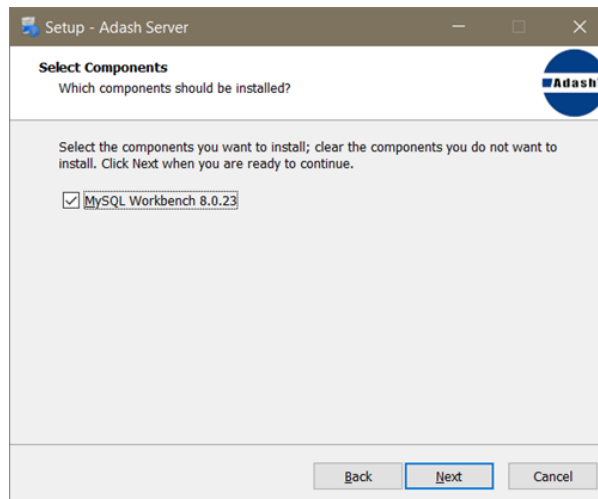 Setup - Adash Server
Select Components
Which components should be installed?
Adash
Select the components you want to install; clear the components you do not want to
install. Click Next when you are ready to continue.
MySQL Workbench 8.0.23
Back
Next
Cancel